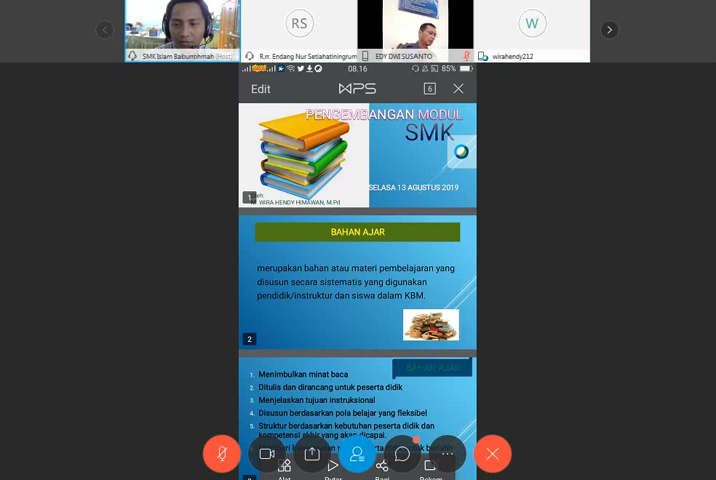 RS
W
SMK Islam Baburrohmah (Host)
R.rr. Endang Nur Setiahatiningrum
EDY DWI SUSANTO
wirahendy212
08.16
85%
Edit
WPS
6
PENGEMBANGAN MODUL
SMK
SELASA 13 AGUSTUS 2019
WIRA HENDY HIMAWAN, M.Pd
1
BAHAN AJAR
merupakan bahan atau materi pembelajaran yang
disusun secara sistematis yang digunakan
pendidik/instruktur dan siswa dalam KBM.
2
BAHAN AJAR
1. Menimbulkan minat baca
2. Ditulis dan dirancang untuk peserta didik
3. Menjelaskan tujuan instruksional
4. Disusun berdasarkan pola belajar yang fleksibel
5. Struktur berdasarkan kebutuhan peserta didik dan
kompetensi akhir yang akan dicapai.